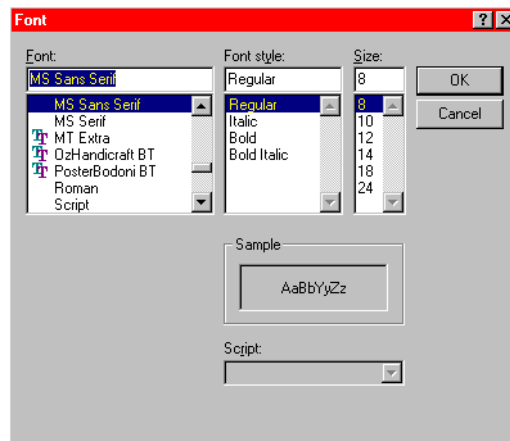 Font
Font: Font style: Size:
MS Sans Serif Regular 8 OK
MS Sans Serif Regular 8 Cancel
MS Serif Italic 10
MT Extra Bold 12
OzHandicraft BT Bold Italic 14
PosterBodoni BT 18
Roman 24
Script
Sample
AaBbYyZz
Script: